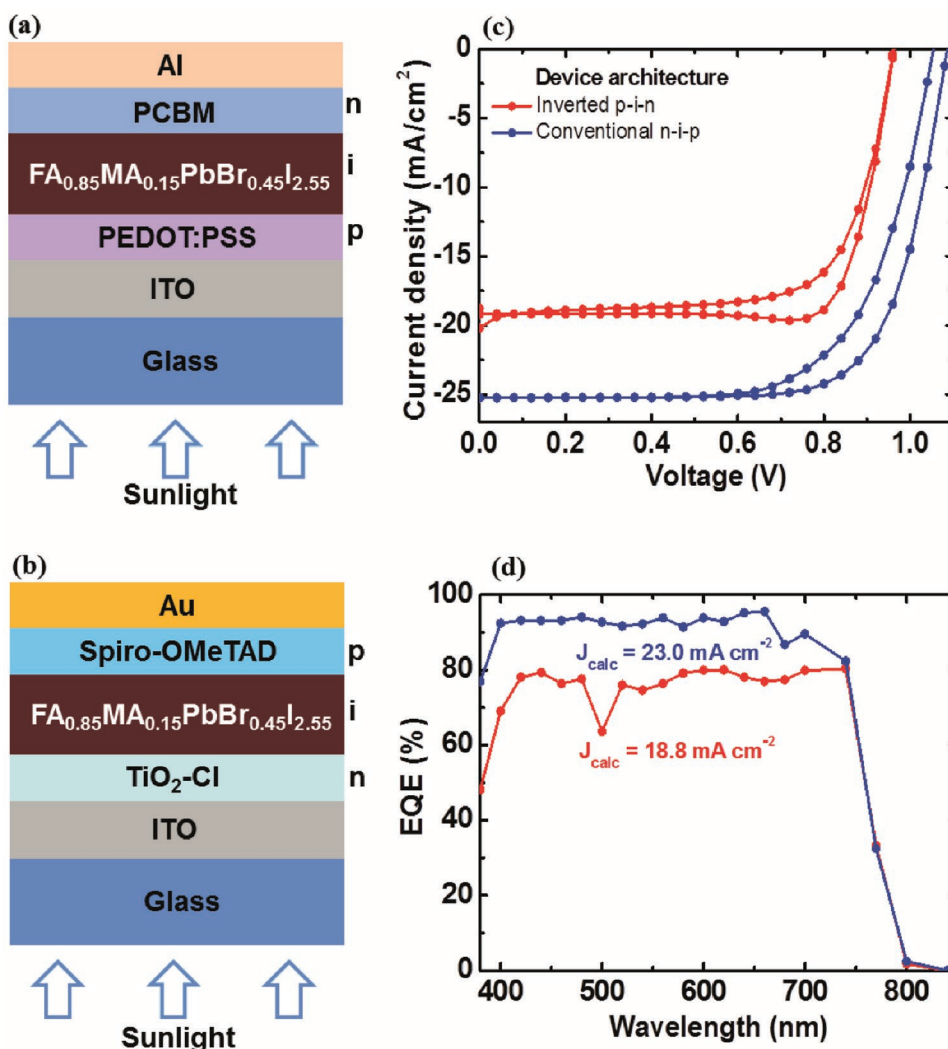 (a)
Al
PCBM
n
FA0.85MA0.15PbBr0.45I2.55
i
PEDOT:PSS
p
ITO
Glass
Sunlight
(c)
0
-5
-10
-15
-20
-25
Current density (mA/cm²)
Device architecture
Inverted p-i-n
Conventional n-i-p
0.0
0.2
0.4
0.6
0.8
1.0
Voltage (V)
(b)
Au
Spiro-OMeTAD
p
FA0.85MA0.15PbBr0.45I2.55
i
TiO2-Cl
n
ITO
Glass
Sunlight
(d)
100
80
60
40
20
0
EQE (%)
Jcalc = 23.0 mA cm⁻²
Jcalc = 18.8 mA cm⁻²
400
500
600
700
800
Wavelength (nm)